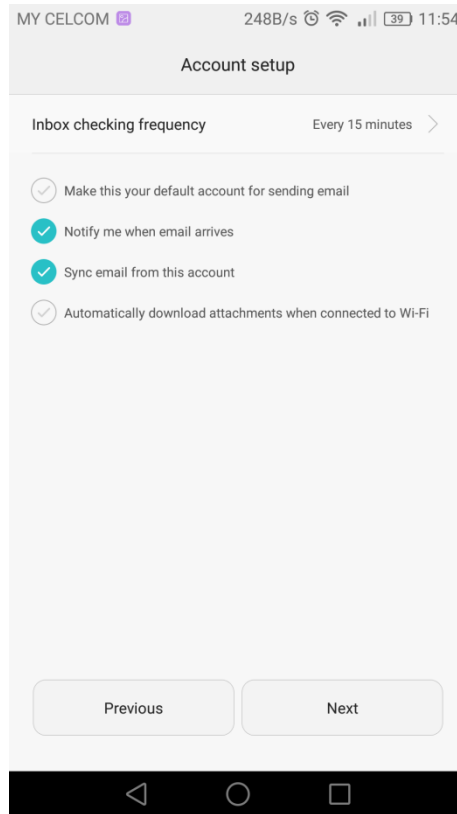 MY CELCOM 248B/s 39 11:54
Account setup
Inbox checking frequency Every 15 minutes
Make this your default account for sending email
Notify me when email arrives
Sync email from this account
Automatically download attachments when connected to Wi-Fi
Previous Next